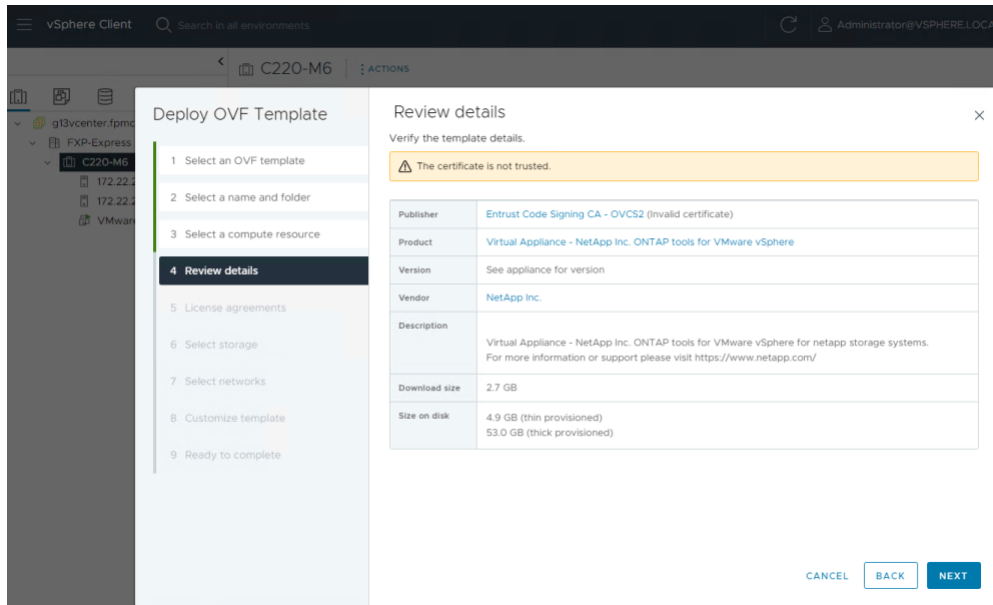 vSphere Client
Search in all environments
Administrator@VSPHERE.LOCA
C220-M6
ACTIONS
g13vcenter.fpmc
FXP-Express
C220-M6
172.22.2
172.22.2
VMwar
Deploy OVF Template
1 Select an OVF template
2 Select a name and folder
3 Select a compute resource
4 Review details
5 License agreements
6 Select storage
7 Select networks
8 Customize template
9 Ready to complete
Review details
Verify the template details.
The certificate is not trusted.
Publisher Entrust Code Signing CA - OVCS2 (Invalid certificate)
Product Virtual Appliance - NetApp Inc. ONTAP tools for VMware vSphere
Version See appliance for version
Vendor NetApp Inc.
Description
Virtual Appliance - NetApp Inc. ONTAP tools for VMware vSphere for netapp storage systems.
For more information or support please visit https://www.netapp.com/
Download size 2.7 GB
Size on disk 4.9 GB (thin provisioned)
53.0 GB (thick provisioned)
CANCEL BACK NEXT